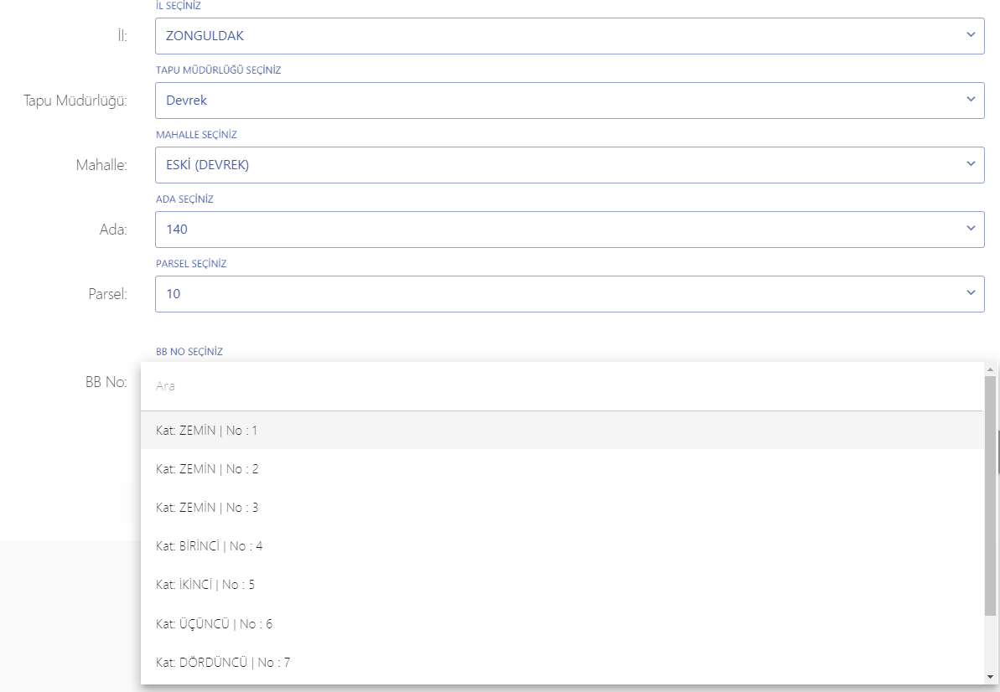 İL SEÇİNİZ
İl:
ZONGULDAK
TAPU MÜDÜRLÜĞÜ SEÇİNİZ
Tapu Müdürlüğü:
Devrek
MAHALLE SEÇİNİZ
Mahalle:
ESKİ (DEVREK)
ADA SEÇİNİZ
Ada:
140
PARSEL SEÇİNİZ
Parsel:
10
BB NO SEÇİNİZ
BB No:
Ara
Kat: ZEMİN | No : 1
Kat: ZEMİN | No : 2
Kat: ZEMİN | No : 3
Kat: BİRİNCİ | No : 4
Kat: İKİNCİ | No : 5
Kat: ÜÇÜNCÜ | No : 6
Kat: DÖRDÜNCÜ | No : 7